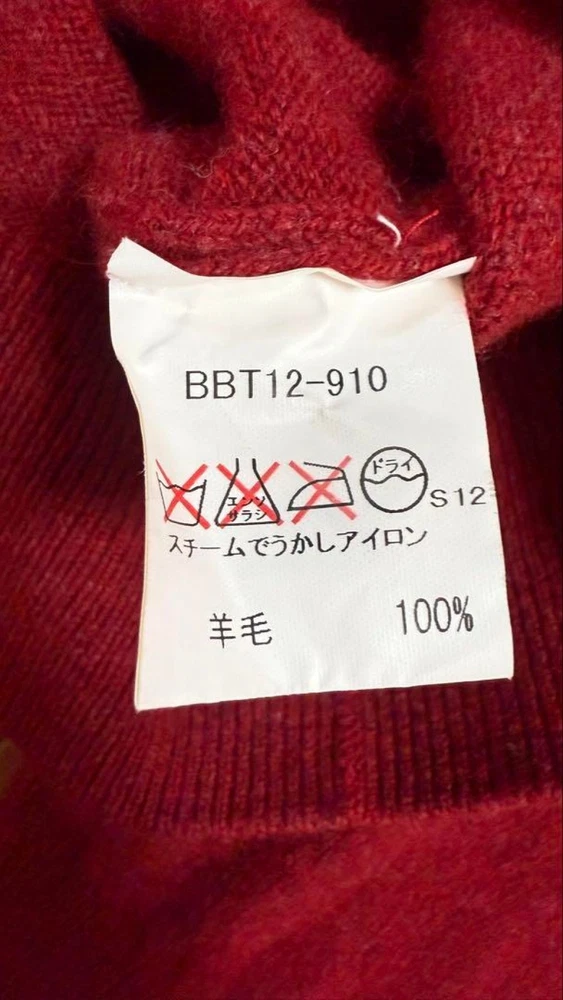 BBT12-910
エンソ サラシ ドライ S12
スチームでうかしアイロン
羊毛 100%